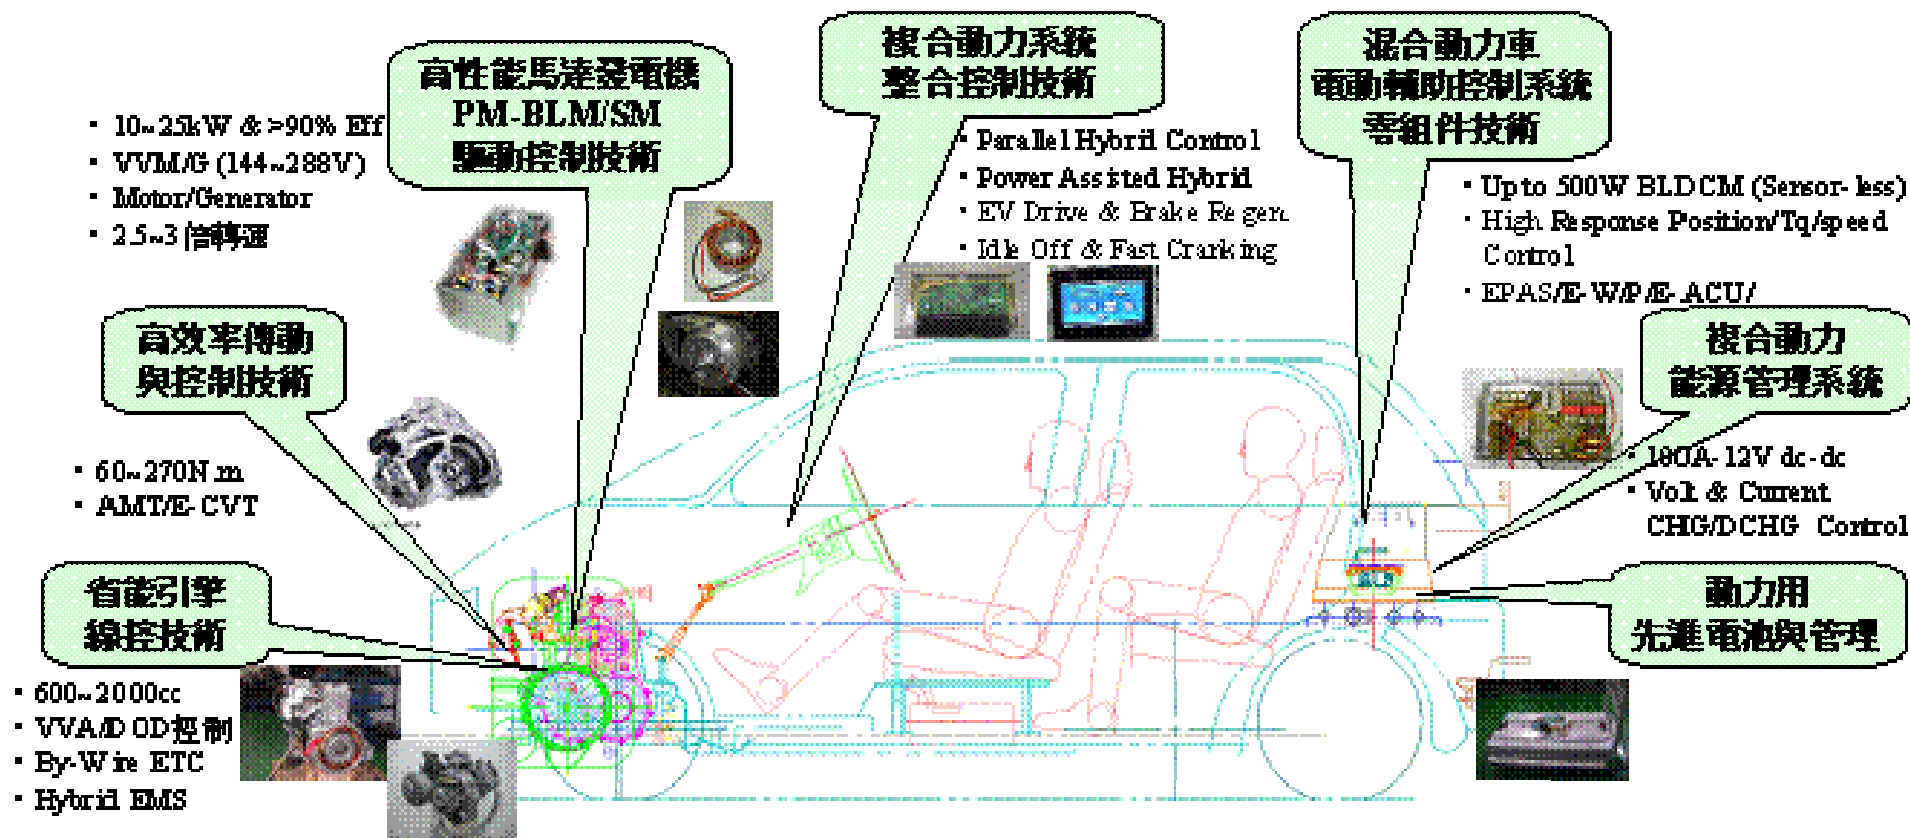 高性能馬達發電機
PM-BLM/SM
驅動控制技術
· 10~25kW & >90% Eff
· VVM/G (144~288V)
· Motor/Generator
· 2.5~3倍轉速
複合動力系統
整合控制技術
· Parallel Hybrid Control
· Power Assisted Hybrid
· EV Drive & Brake Regen.
· Idle Off & Fast Cranking
混合動力車
電動輔助控制系統
零組件技術
· Up to 500W BLDCM (Sensor-less)
· High Response Position/Tq/speed
Control
· EPAS/E-W/P/E-ACU/
高效率傳動
與控制技術
· 60~270N.m
· AMT/E-CVT
複合動力
能源管理系統
· 180A-12V dc-dc
· Volt & Current
CHG/DCHG Control
省能引擎
線控技術
· 600~2000cc
· VVA/DOD控制
· By-Wire ETC
· Hybrid EMS
動力用
先進電池與管理